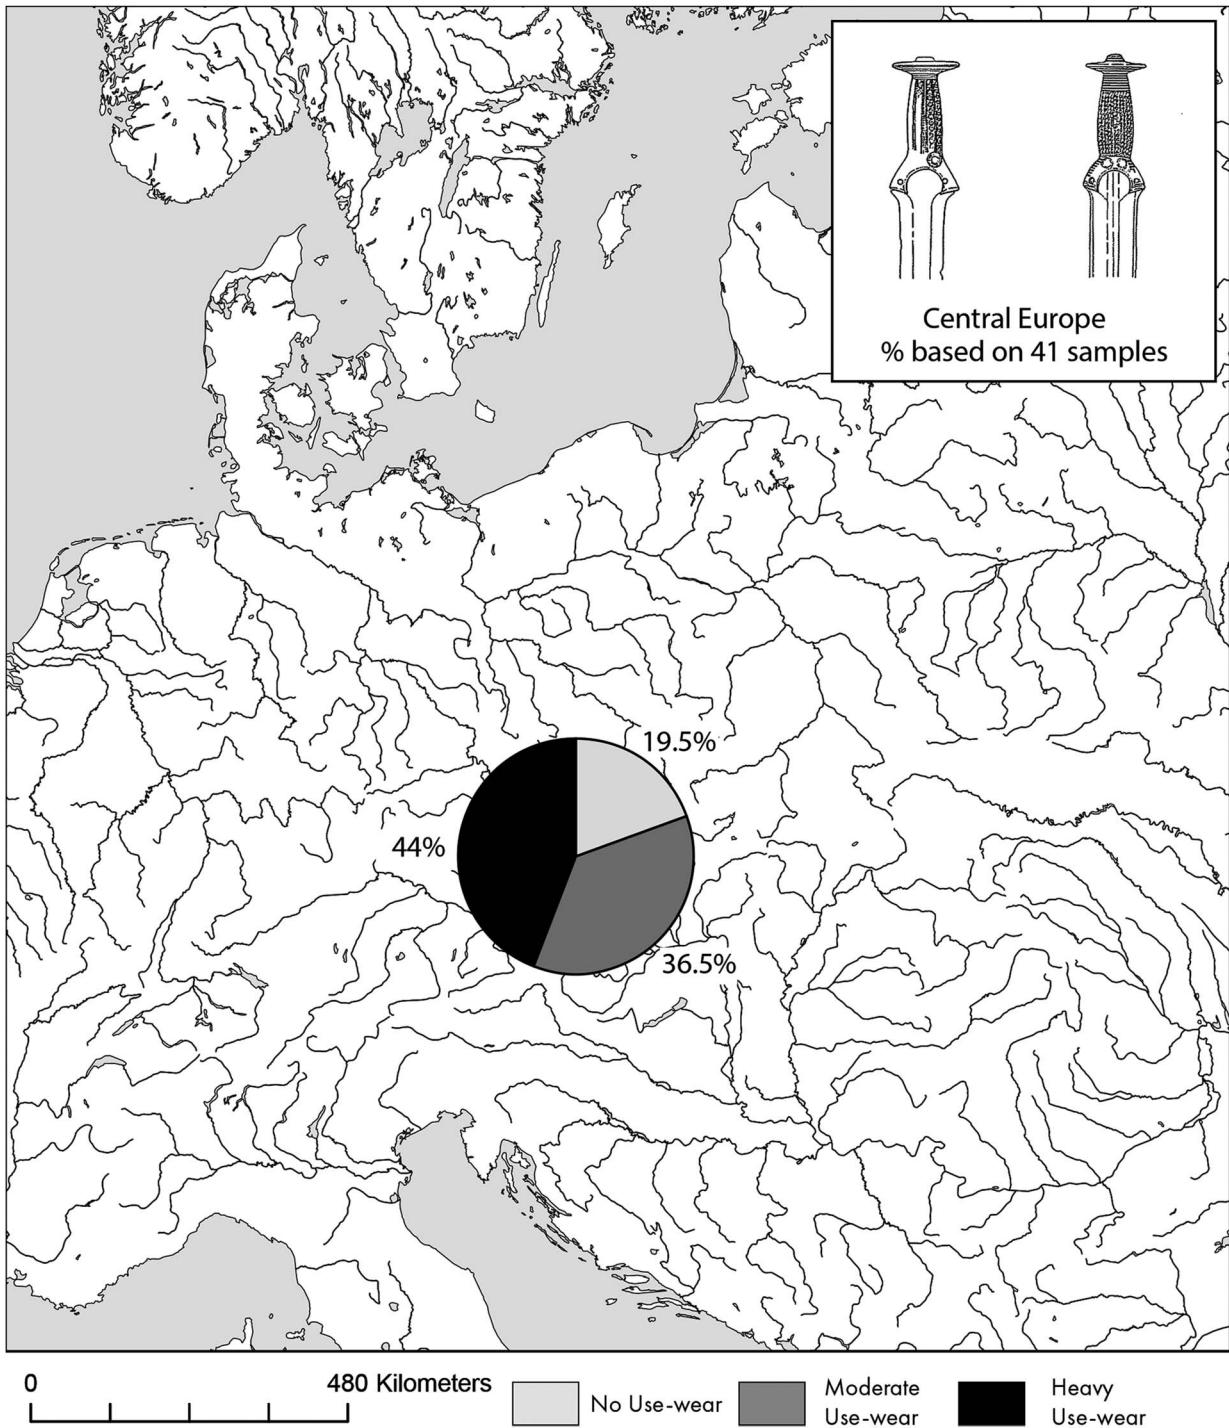 Central Europe
% based on 41 samples
19.5%
44%
36.5%
0
480 Kilometers
No Use-wear
Moderate
Use-wear
Heavy
Use-wear